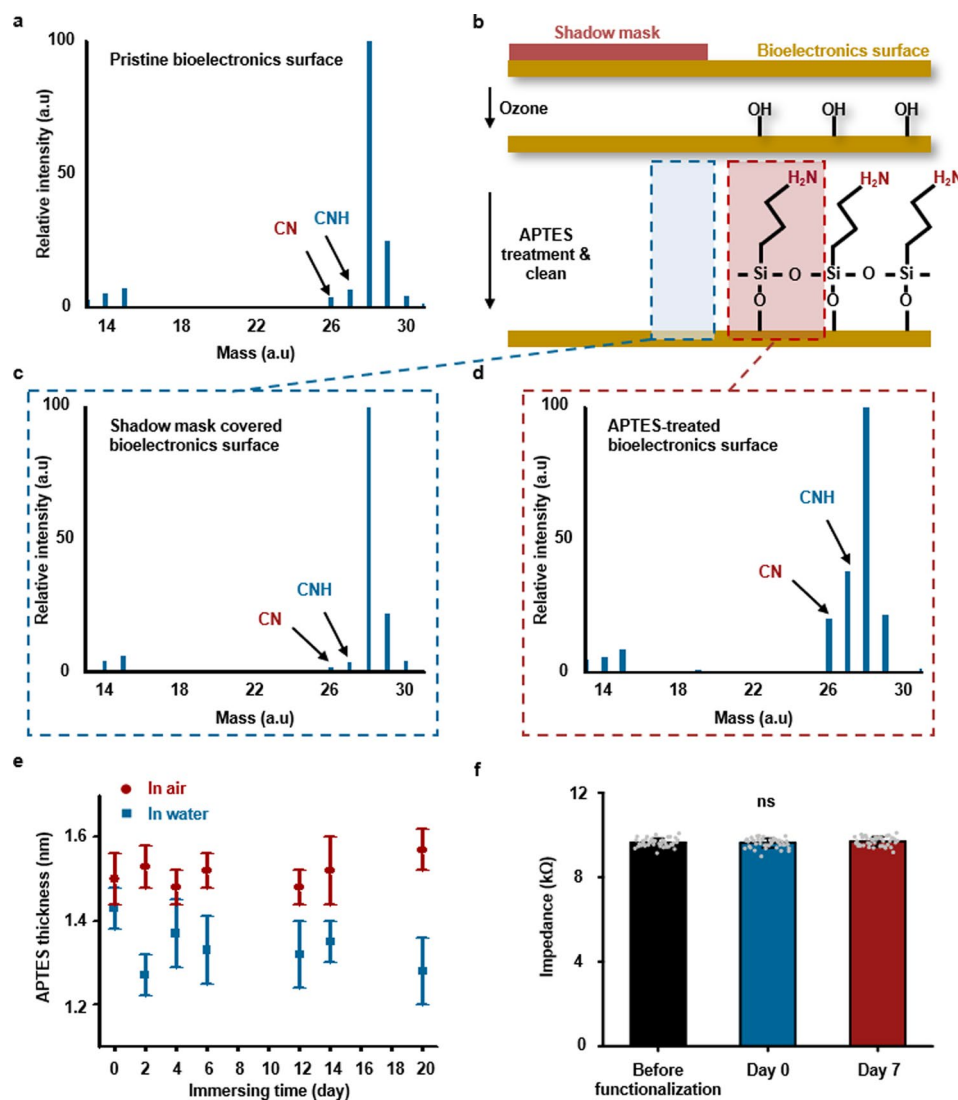 a
Pristine bioelectronics surface
Relative intensity (a.u)
100
50
0
CN
CNH
14
18
22
26
30
Mass (a.u)
b
Shadow mask
Bioelectronics surface
Ozone
OH
OH
OH
H₂N
H₂N
H₂N
APTES
treatment &
clean
Si
O
Si
O
Si
O
O
O
c
Shadow mask covered
bioelectronics surface
Relative intensity (a.u)
100
50
0
CN
CNH
14
18
22
26
30
Mass (a.u)
d
APTES-treated
bioelectronics surface
Relative intensity (a.u)
100
50
0
CNH
CN
14
18
22
26
30
Mass (a.u)
e
In air
In water
APTES thickness (nm)
1.6
1.4
1.2
0 2 4 6 8 10 12 14 16 18 20
Immersing time (day)
f
ns
Impedance (kΩ)
12
8
4
0
Before
functionalization
Day 0
Day 7